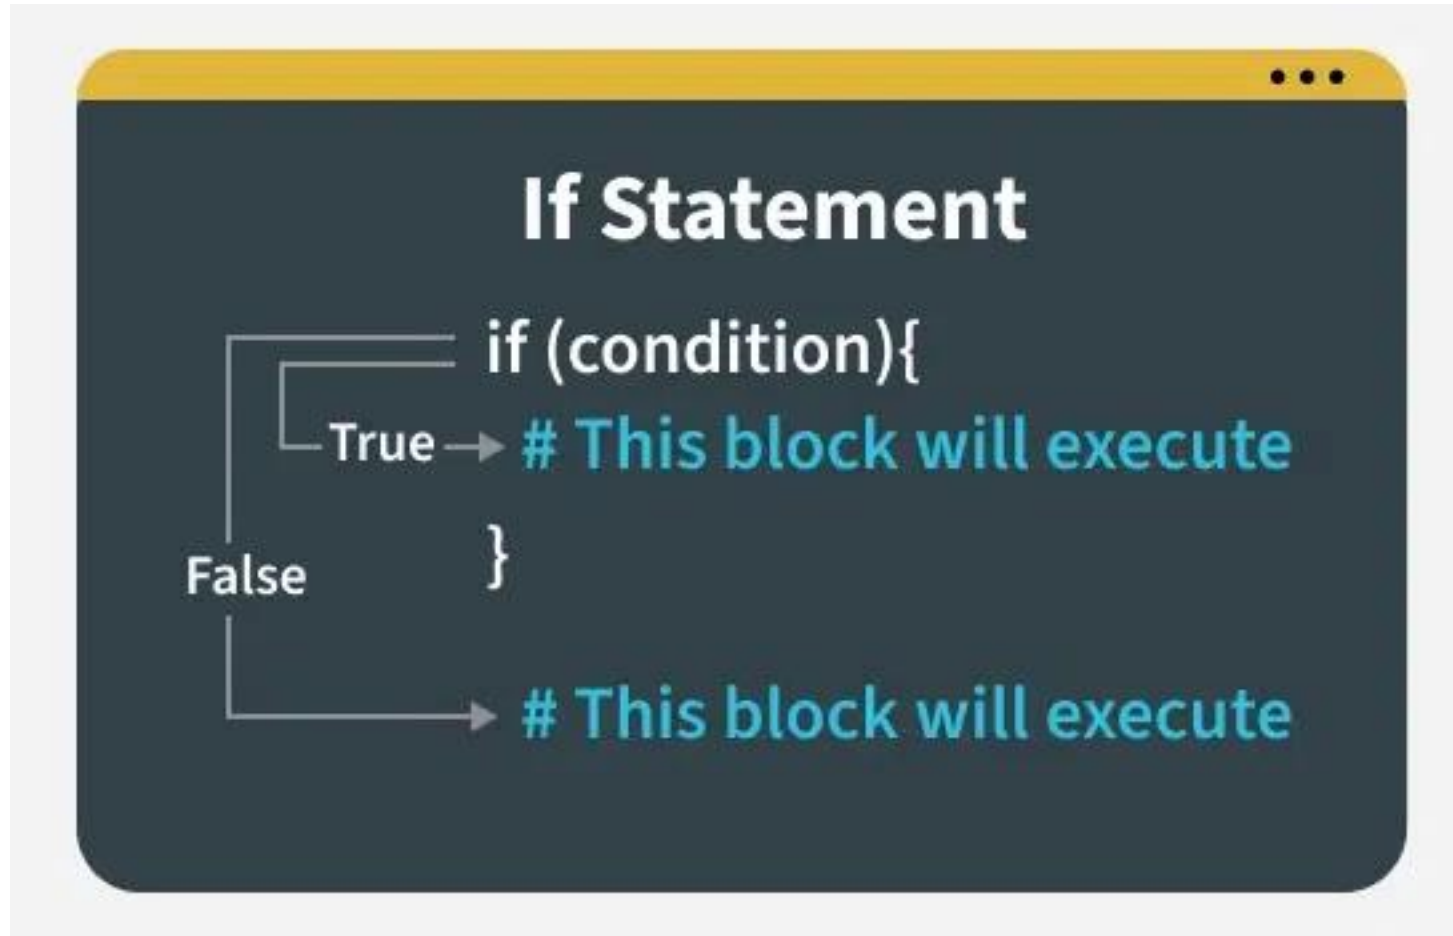 If Statement
if (condition){
True # This block will execute
}
False
# This block will execute